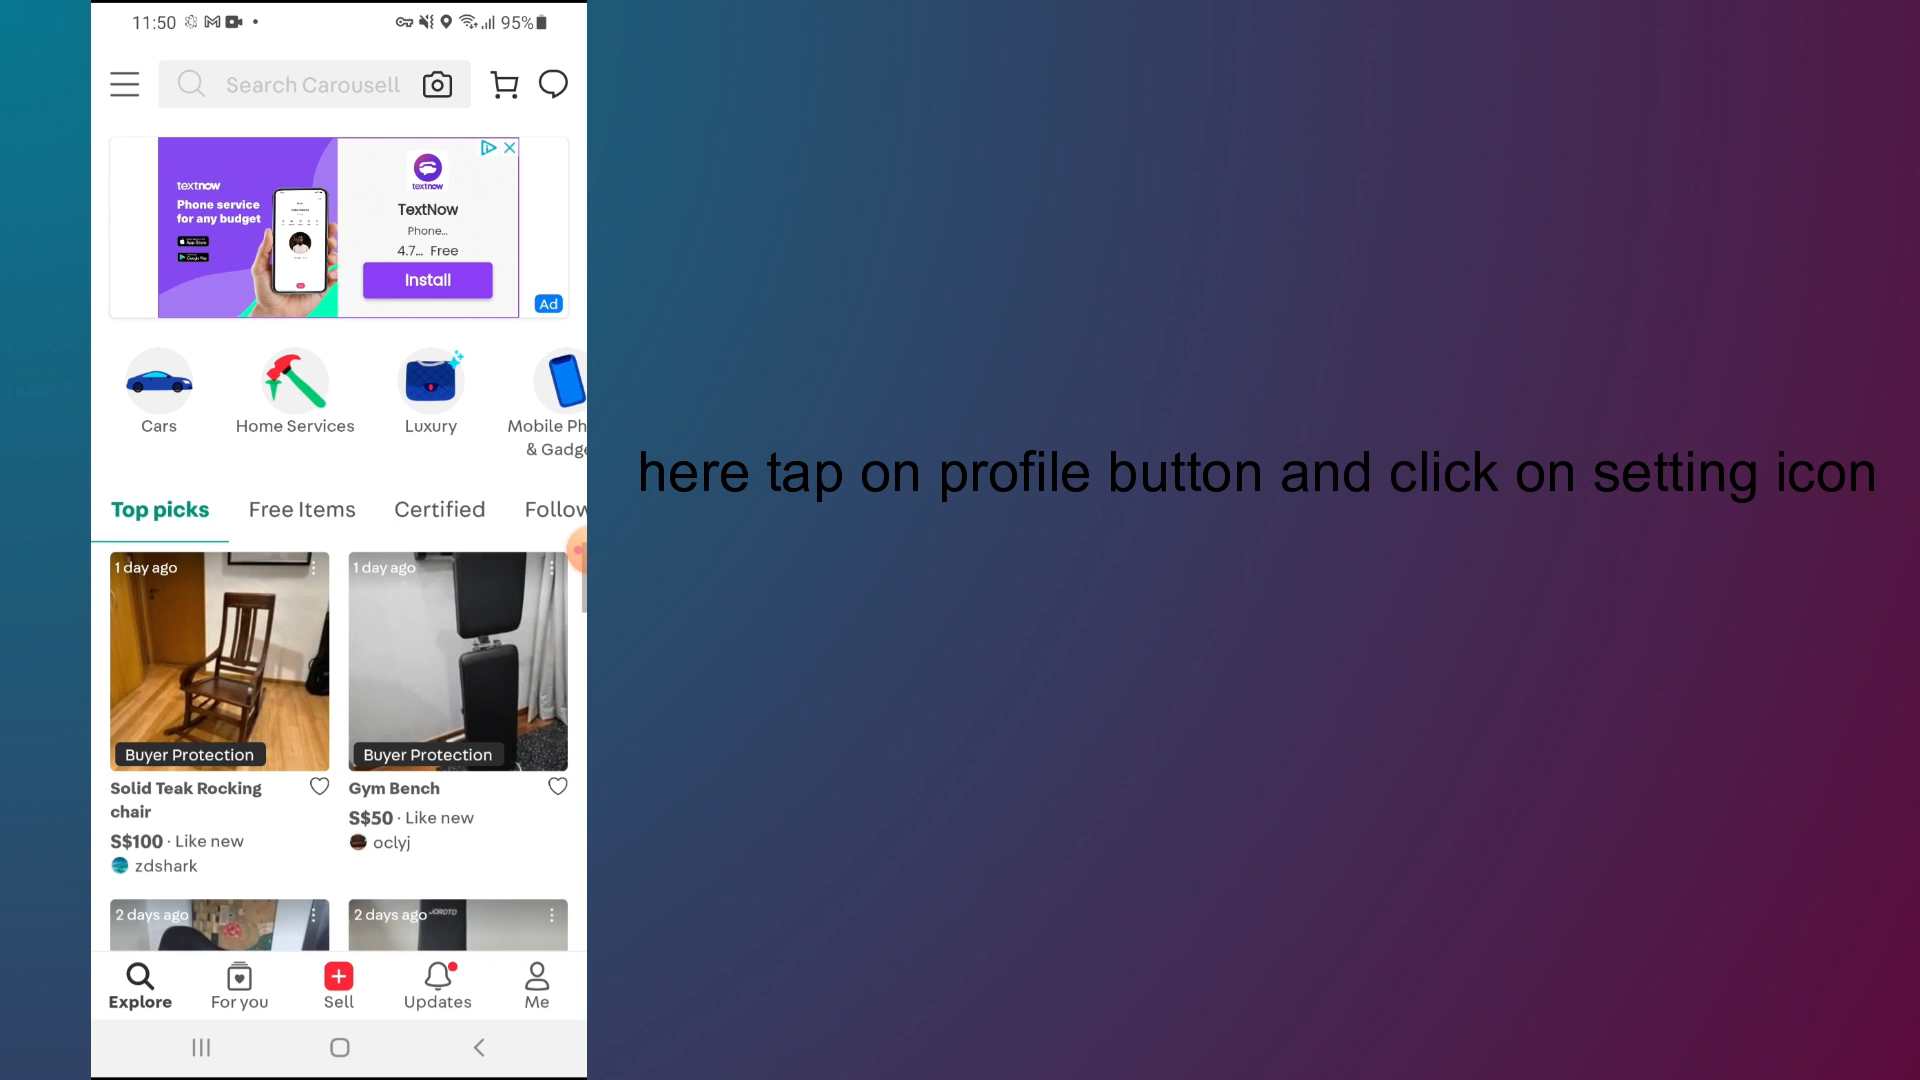 11:50
95%
Search Carousell
textnow
Phone service
for any budget
textnow
TextNow
Phone...
4.7... Free
Install
Ad
Cars
Home Services
Luxury
Mobile Ph
& Gadge
Top picks
Free Items
Certified
Follow
here tap on profile button and click on setting icon
1 day ago
1 day ago
Buyer Protection
Buyer Protection
Solid Teak Rocking
chair
S$100 · Like new
zdshark
Gym Bench
S$50 · Like new
oclyj
2 days ago
2 days ago
JOROTO
Explore
For you
Sell
Updates
Me